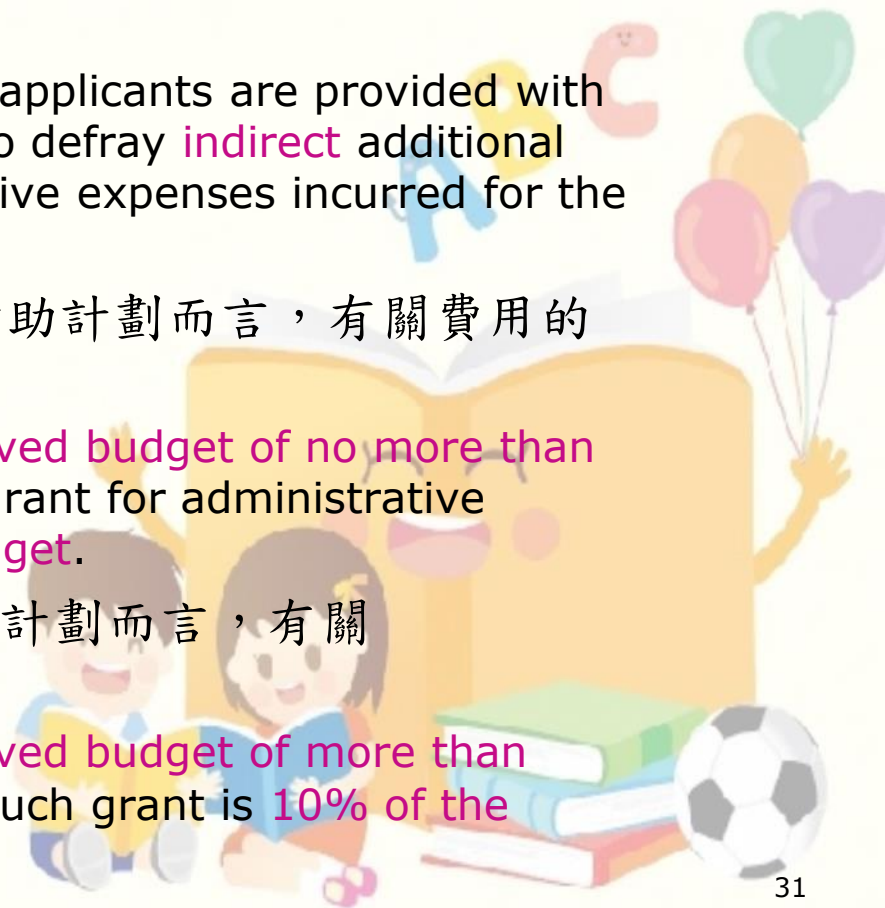 A B C
applicants are provided with
o defray indirect additional
ive expenses incurred for the
助計劃而言，有關費用的
ved budget of no more than
rant for administrative
get.
計劃而言，有關
ved budget of more than
uch grant is 10% of the
31